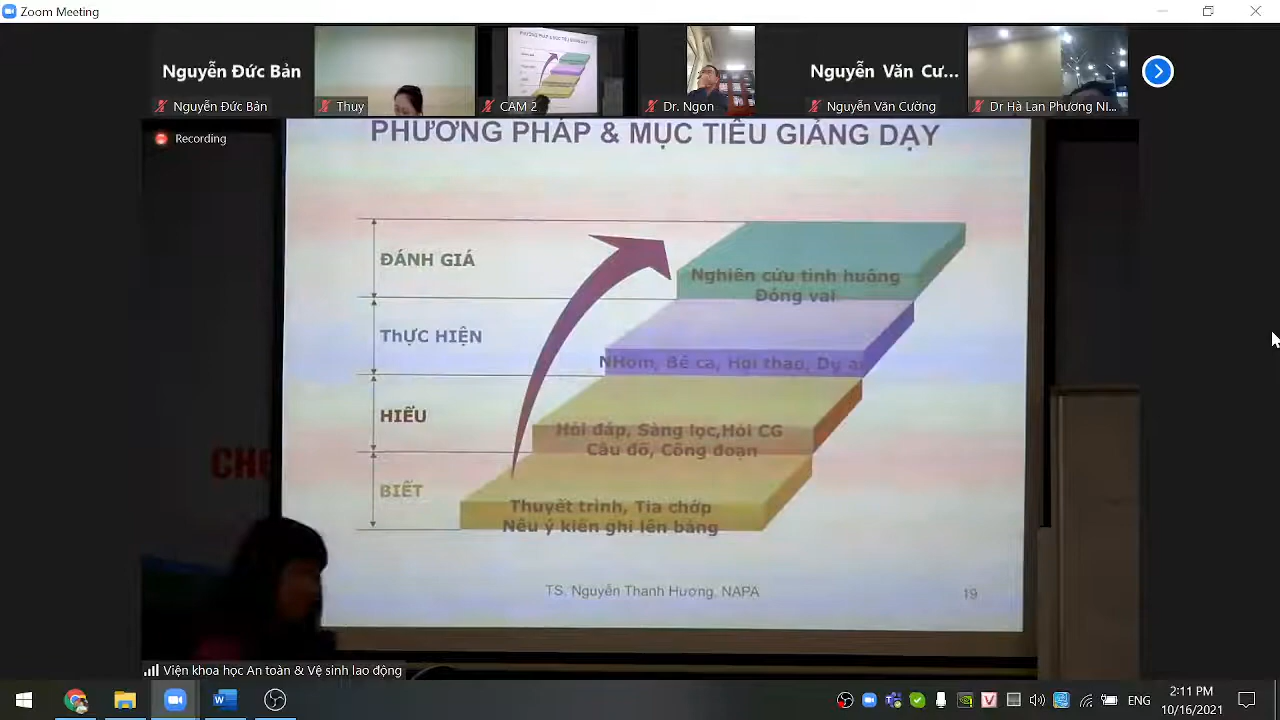 Zoom Meeting
Nguyễn Đức Bản
Nguyễn Văn Cư...
Nguyễn Đức Bản
Thuy
CAM 2
Dr. Ngon
Nguyễn Văn Cường
Dr Hà Lan Phương NI...
Recording
PHƯƠNG PHÁP & MỤC TIÊU GIẢNG DẠY
ĐÁNH GIÁ
Nghiên cứu tình huống
Đóng vai
ThỰC HIỆN
NHóm, Bể cá, Hội thảo, Dự á
HIỂU
Hỏi đáp, Sàng lọc,Hỏi CG
Câu đố, Công đoạn
BIẾT
Thuyết trình, Tia chớp
Nêu ý kiến ghi lên bảng
TS. Nguyễn Thanh Hương. NAPA
19
CHE
Viện khoa học An toàn & Vệ sinh lao động
ENG
2:11 PM
10/16/2021